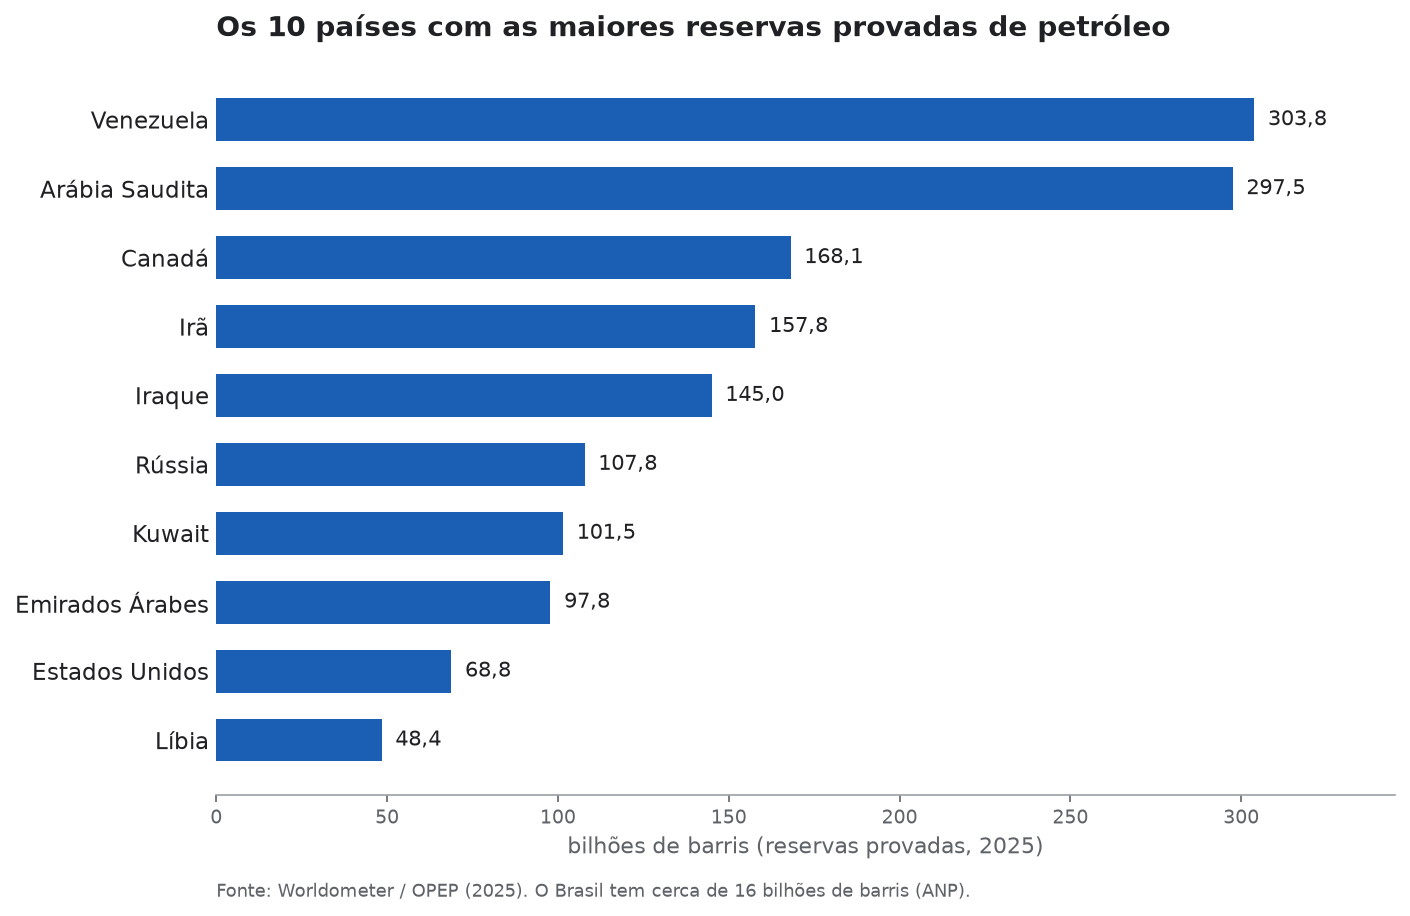 Os 10 países com as maiores reservas provadas de petróleo
Venezuela 303,8
Arábia Saudita 297,5
Canadá 168,1
Irã 157,8
Iraque 145,0
Rússia 107,8
Kuwait 101,5
Emirados Árabes 97,8
Estados Unidos 68,8
Líbia 48,4
0 50 100 150 200 250 300
bilhões de barris (reservas provadas, 2025)
Fonte: Worldometer / OPEP (2025). O Brasil tem cerca de 16 bilhões de barris (ANP).